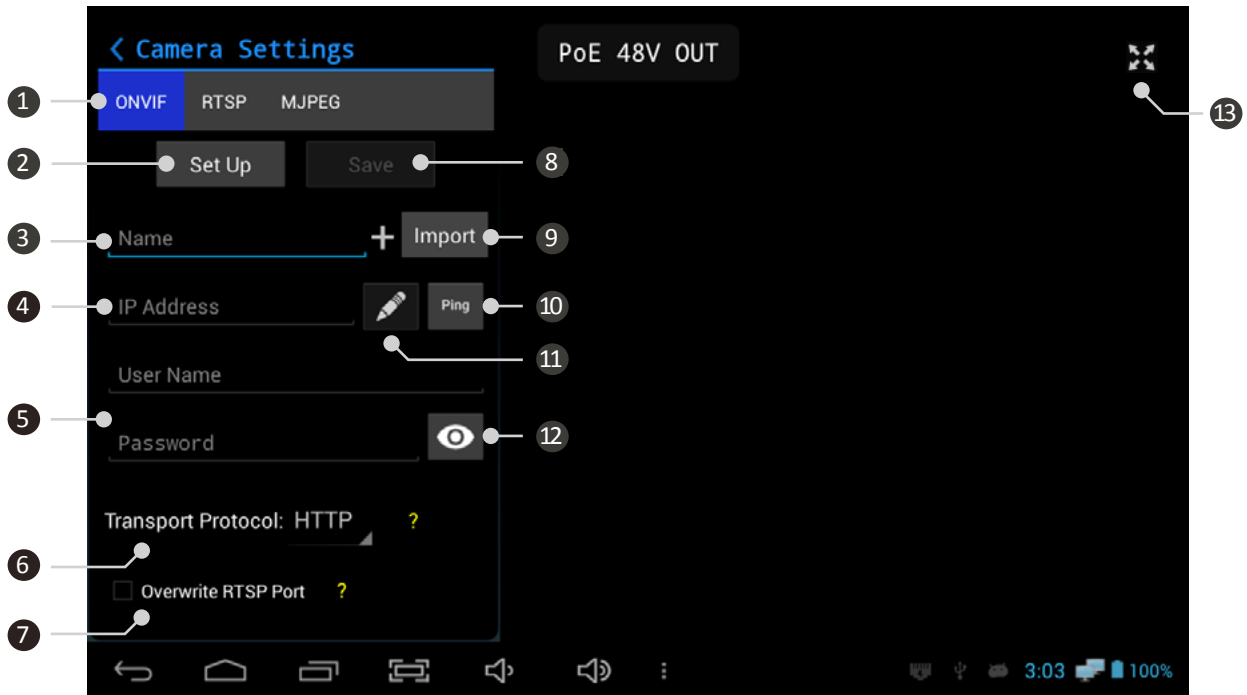 Camera Settings
PoE 48V OUT
1
ONVIF RTSP MJPEG
13
2
Set Up
Save
8
3
Name
+ Import
9
4
IP Address
Ping
10
11
User Name
5
Password
12
Transport Protocol: HTTP ?
6
Overwrite RTSP Port ?
7
3:03 100%